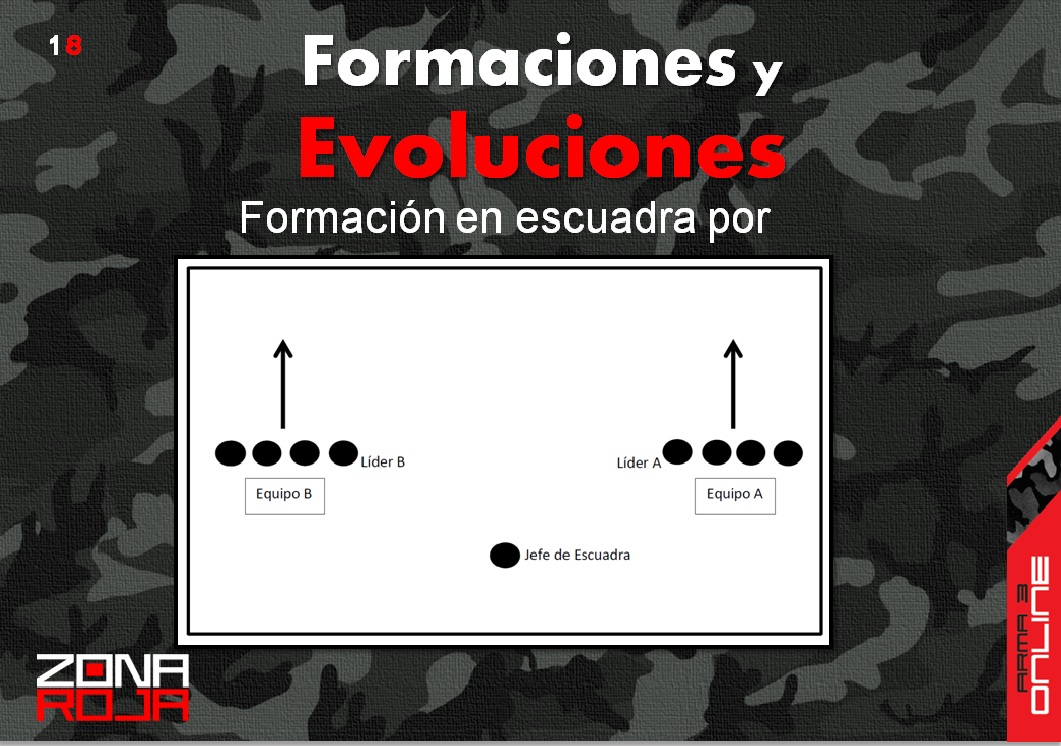 18
Formaciones y
Evoluciones
Formación en escuadra por
Líder B
Líder A
Equipo B
Equipo A
Jefe de Escuadra
ZONA
ROJA
ARMA 3
ONLINE